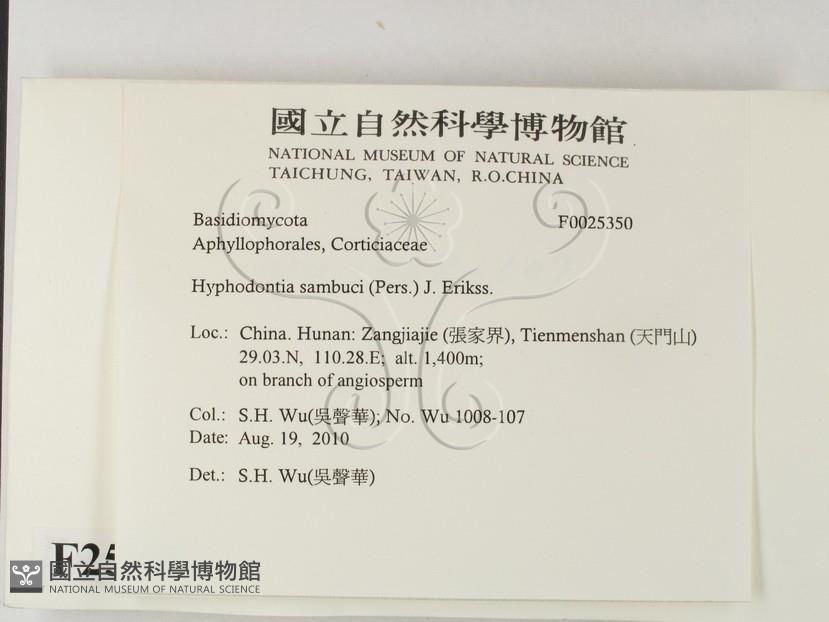 國立自然科學博物館
NATIONAL MUSEUM OF NATURAL SCIENCE
TAICHUNG, TAIWAN, R.O.CHINA
Basidiomycota F0025350
Aphyllophorales, Corticiaceae
Hyphodontia sambuci (Pers.) J. Erikss.
Loc.: China. Hunan: Zangjiajie (張家界), Tienmenshan (天門山)
29.03.N, 110.28.E; alt. 1,400m;
on branch of angiosperm
Col.: S.H. Wu(吳聲華); No. Wu 1008-107
Date: Aug. 19, 2010
Det.: S.H. Wu(吳聲華)
國立自然科學博物館
NATIONAL MUSEUM OF NATURAL SCIENCE